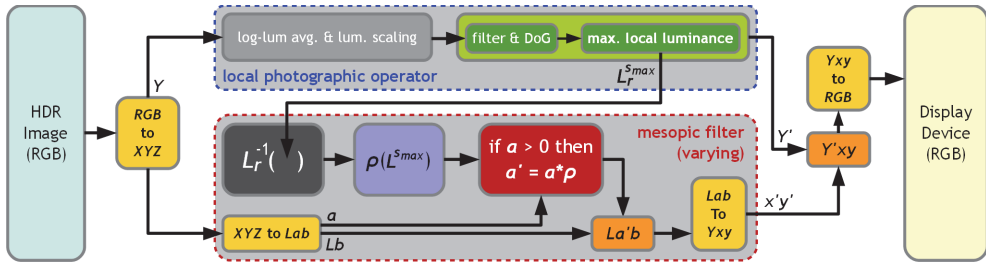 HDR
Image
(RGB)
Y
RGB
to
XYZ
log-lum avg. & lum. scaling
filter & DoG
max. local luminance
local photographic operator
L_r^{s_max}
L_r^{-1}( )
ρ(L^{s_max})
if a > 0 then
a' = a*ρ
mesopic filter
(varying)
XYZ to Lab
a
Lb
La'b
Lab
To
Yxy
x'y'
Y'
Y'xy
Yxy
to
RGB
Display
Device
(RGB)